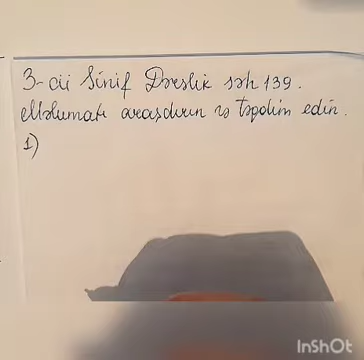 3-cü Sinif Dərslik səh 139.
Məlumatı araşdırın və təqdim edin.
1)
InShOt